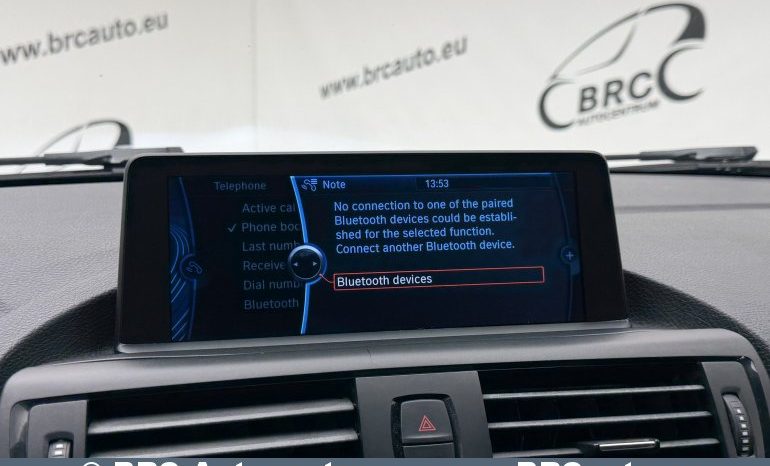 www.brcauto.eu
www.brcauto.eu
BRC
AUTOCENTRUM
Telephone
Note
13:53
Active cal
Phone boo
Last numb
Receive
Dial numb
Bluetooth
No connection to one of the paired
Bluetooth devices could be establi-
shed for the selected function.
Connect another Bluetooth device.
Bluetooth devices